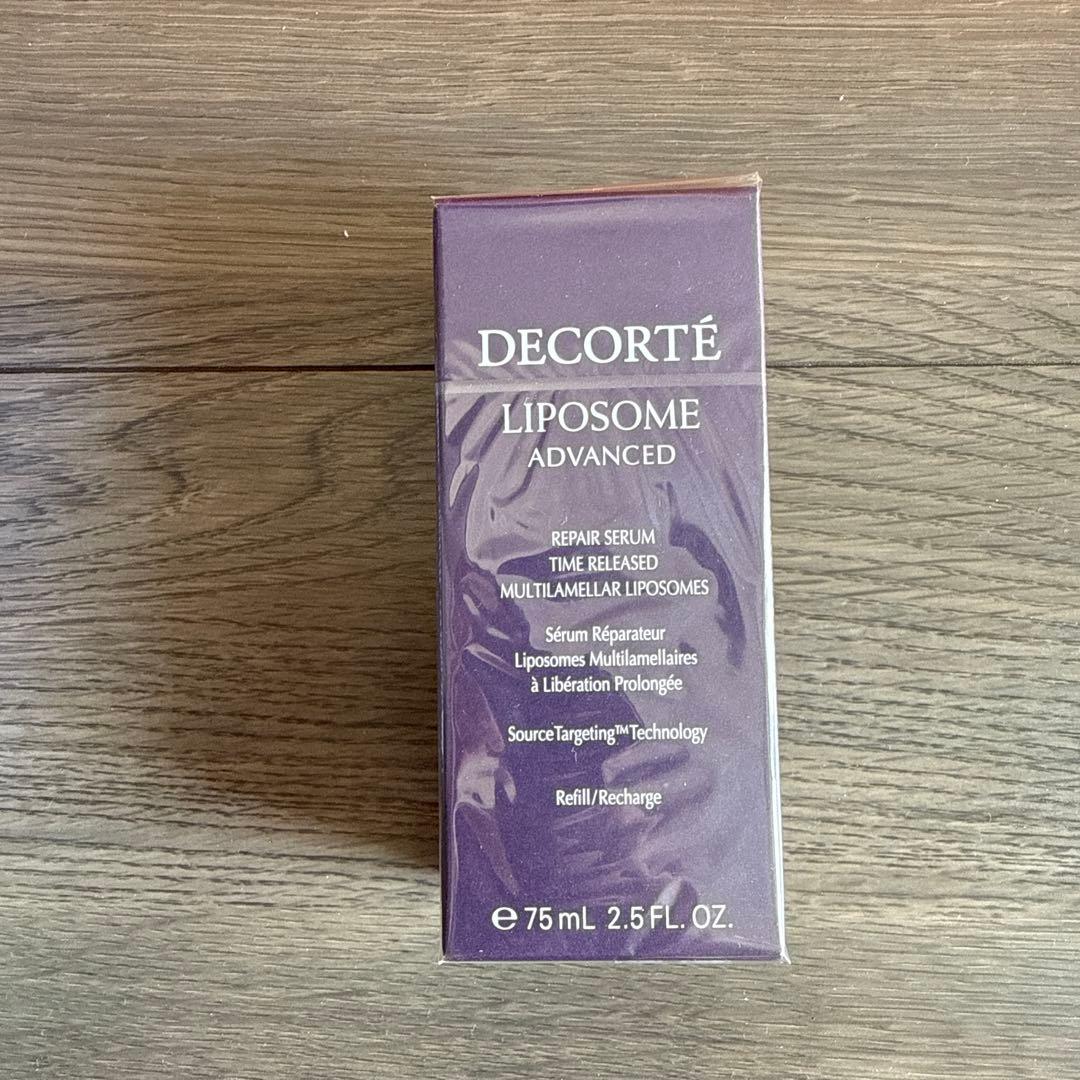 DECORTÉ
LIPOSOME
ADVANCED
REPAIR SERUM
TIME RELEASED
MULTILAMELLAR LIPOSOMES
Sérum Réparateur
Liposomes Multilamellaires
à Libération Prolongée
SourceTargeting™Technology
Refill/Recharge
℮ 75 mL 2.5 FL. OZ.